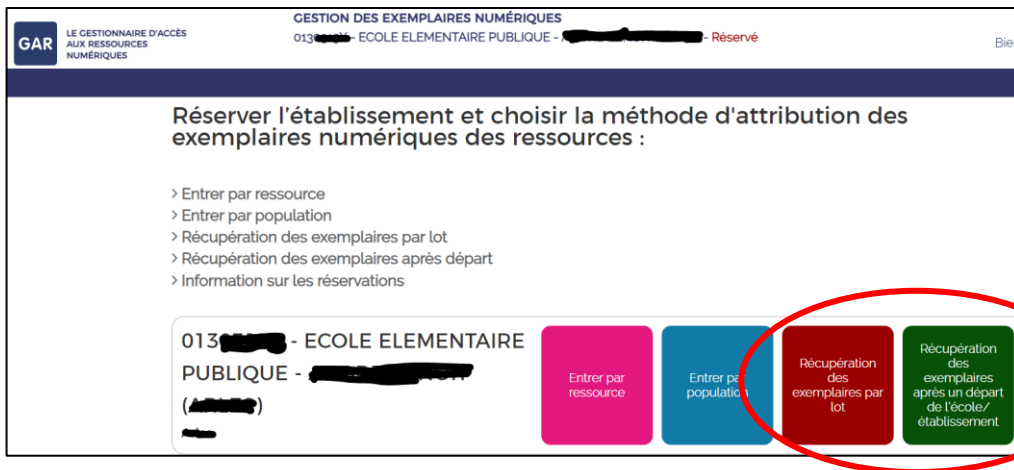 GESTION DES EXEMPLAIRES NUMÉRIQUES
GAR
LE GESTIONNAIRE D'ACCÈS
AUX RESSOURCES
NUMÉRIQUES
013 - ECOLE ELEMENTAIRE PUBLIQUE - - Réservé
Réserver l'établissement et choisir la méthode d'attribution des
exemplaires numériques des ressources :
> Entrer par ressource
> Entrer par population
> Récupération des exemplaires par lot
> Récupération des exemplaires après départ
> Information sur les réservations
013 - ECOLE ELEMENTAIRE
PUBLIQUE -
Entrer par
ressource
Entrer par
population
Récupération
des
exemplaires par
lot
Récupération
des
exemplaires
après un départ
de l'école/
établissement